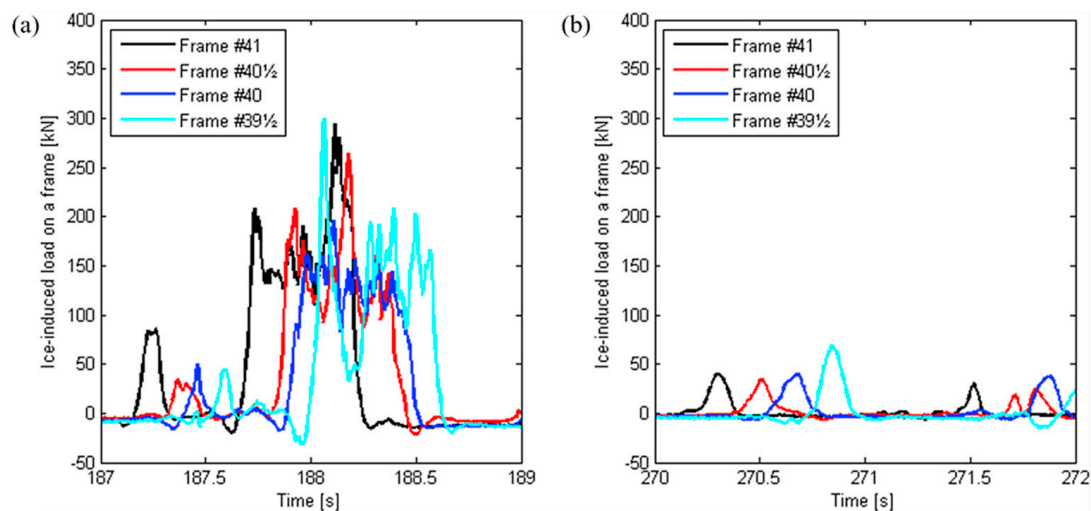 (a)
Ice-induced load on a frame [kN]
400
350
300
250
200
150
100
50
0
-50
Frame #41
Frame #40½
Frame #40
Frame #39½
187
187.5
188
188.5
189
Time [s]
(b)
Ice-induced load on a frame [kN]
400
350
300
250
200
150
100
50
0
-50
Frame #41
Frame #40½
Frame #40
Frame #39½
270
270.5
271
271.5
272
Time [s]